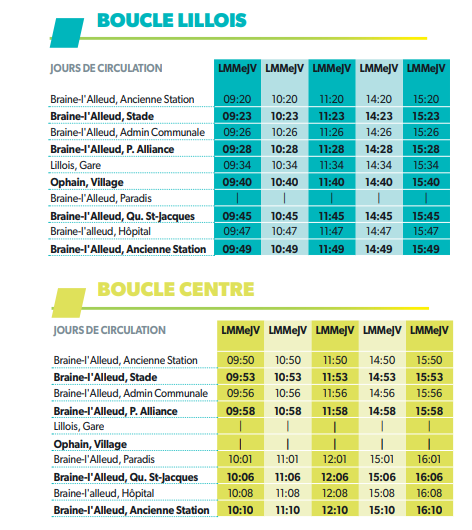 BOUCLE LILLOIS
JOURS DE CIRCULATION LMMeJV LMMeJV LMMeJV LMMeJV LMMeJV
Braine-l'Alleud, Ancienne Station 09:20 10:20 11:20 14:20 15:20
Braine-l'Alleud, Stade 09:23 10:23 11:23 14:23 15:23
Braine-l'Alleud, Admin Communale 09:26 10:26 11:26 14:26 15:26
Braine-l'Alleud, P. Alliance 09:28 10:28 11:28 14:28 15:28
Lillois, Gare 09:34 10:34 11:34 14:34 15:34
Ophain, Village 09:40 10:40 11:40 14:40 15:40
Braine-l'Alleud, Paradis | | | | |
Braine-l'Alleud, Qu. St-Jacques 09:45 10:45 11:45 14:45 15:45
Braine-l'alleud, Hôpital 09:47 10:47 11:47 14:47 15:47
Braine-l'Alleud, Ancienne Station 09:49 10:49 11:49 14:49 15:49
BOUCLE CENTRE
JOURS DE CIRCULATION LMMeJV LMMeJV LMMeJV LMMeJV LMMeJV
Braine-l'Alleud, Ancienne Station 09:50 10:50 11:50 14:50 15:50
Braine-l'Alleud, Stade 09:53 10:53 11:53 14:53 15:53
Braine-l'Alleud, Admin Communale 09:56 10:56 11:56 14:56 15:56
Braine-l'Alleud, P. Alliance 09:58 10:58 11:58 14:58 15:58
Lillois, Gare | | | | |
Ophain, Village | | | | |
Braine-l'Alleud, Paradis 10:01 11:01 12:01 15:01 16:01
Braine-l'Alleud, Qu. St-Jacques 10:06 11:06 12:06 15:06 16:06
Braine-l'alleud, Hôpital 10:08 11:08 12:08 15:08 16:08
Braine-l'Alleud, Ancienne Station 10:10 11:10 12:10 15:10 16:10